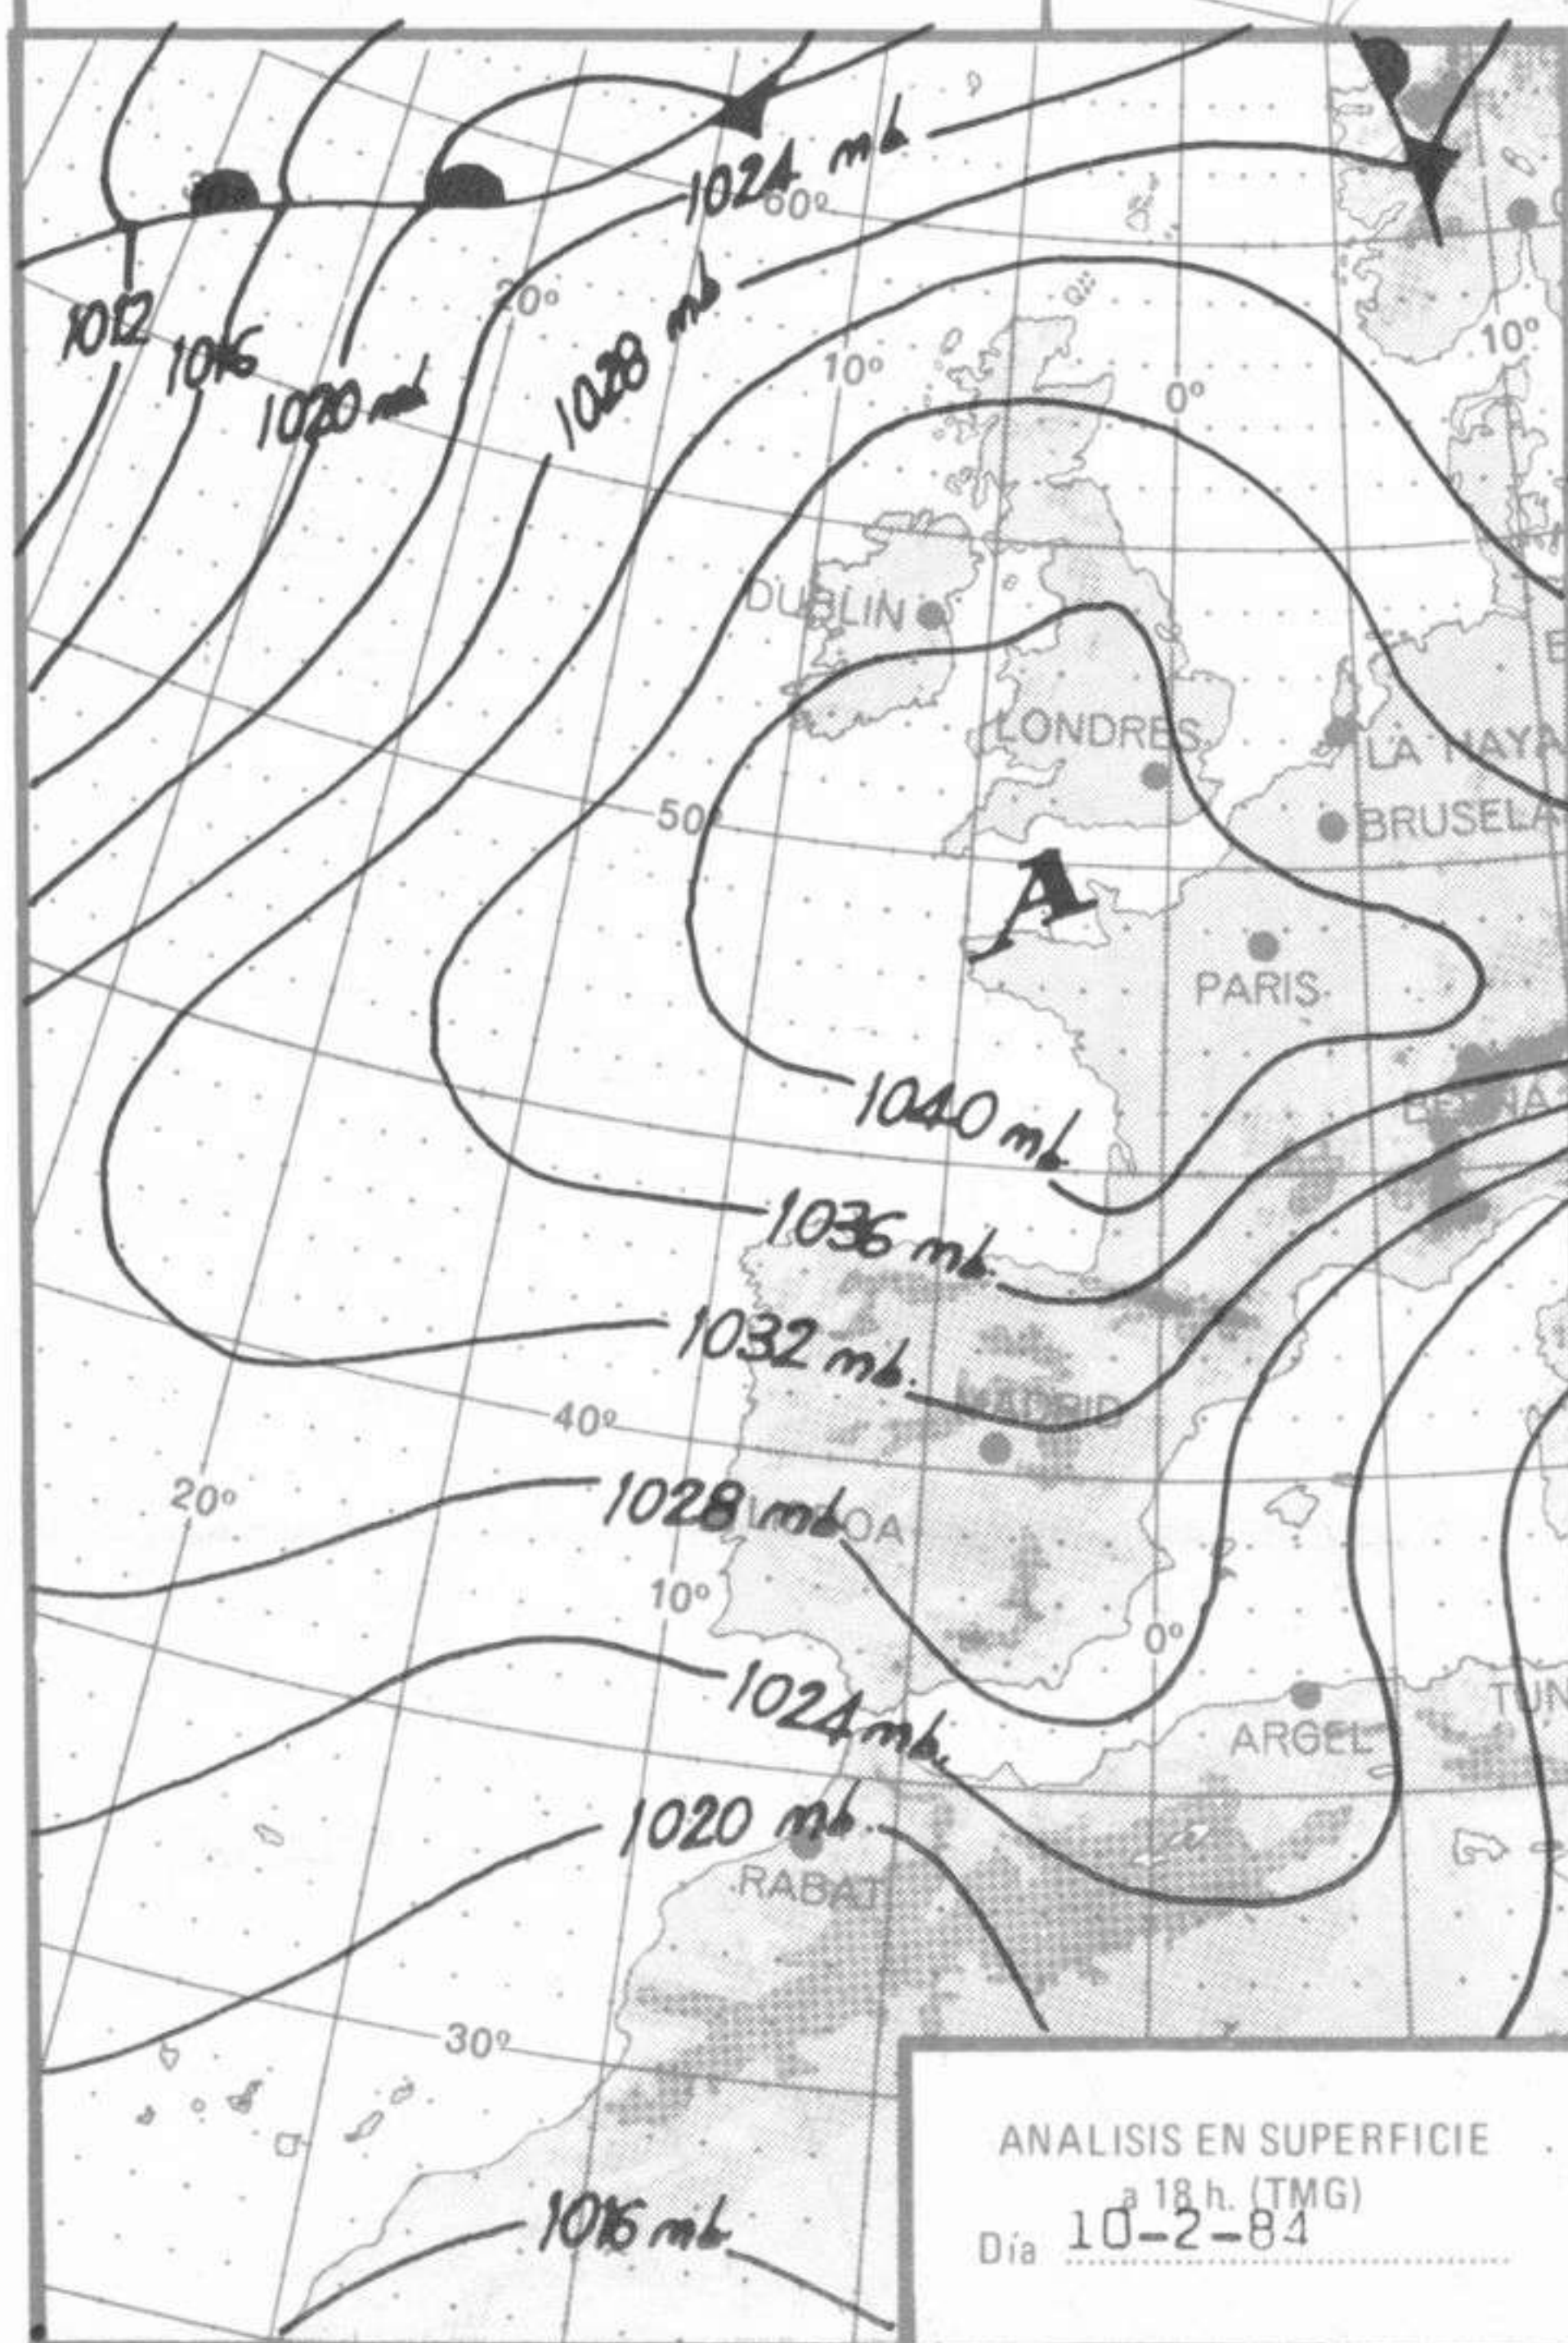 1024 mb
60º
1012
20º
1016
1028 mb
1020 mb
10º
10º
0º
DUBLIN
LONDRES
LA HAYA
50º
BRUSELA
A
PARIS
1040 mb.
1036 mb.
1032 mb.
MADRID
40º
20º
1028 mb
10º
0º
1024 mb.
TUN
ARGEL
1020 mb.
RABAT
30º
ANALISIS EN SUPERFICIE
a 18 h. (TMG)
Día 10-2-84
1016 mb.